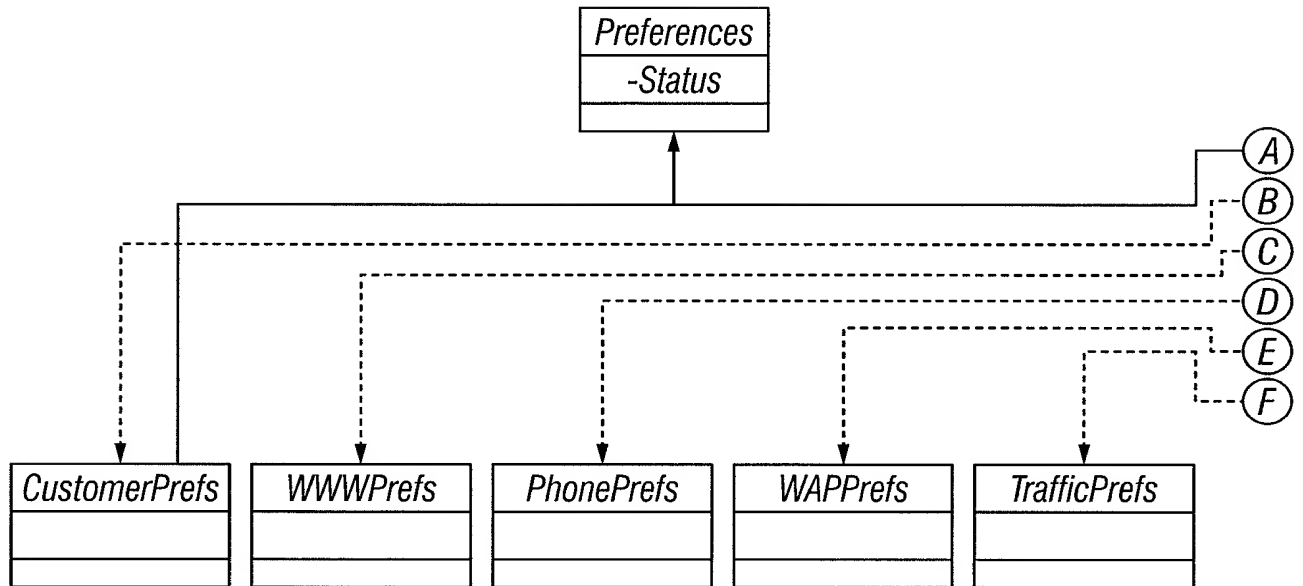 Preferences
-Status
A
B
C
D
E
F
CustomerPrefs
WWWPrefs
PhonePrefs
WAPPrefs
TrafficPrefs